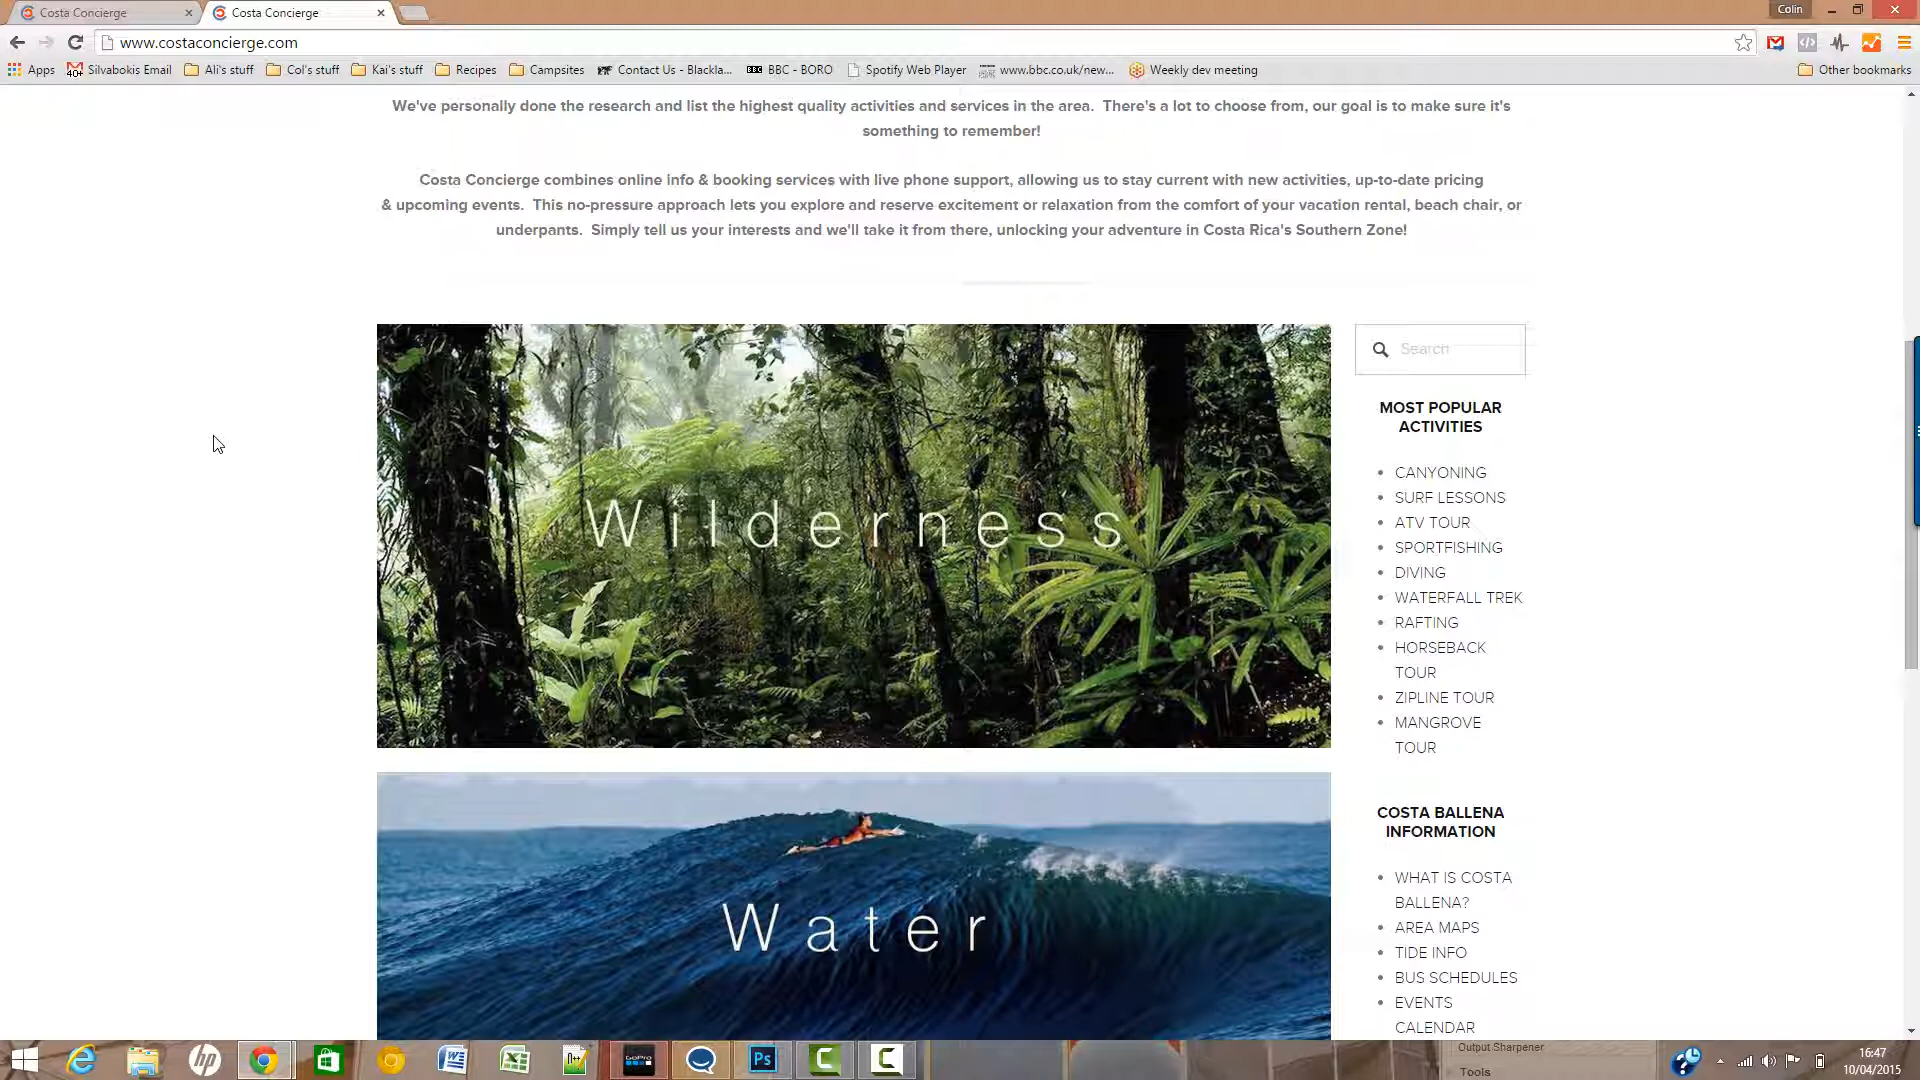 Costa Concierge
Costa Concierge
Colin
www.costaconcierge.com
Apps
Silvabokis Email
Ali's stuff
Col's stuff
Kai's stuff
Recipes
Campsites
Contact Us - Blackla...
BBC - BORO
Spotify Web Player
www.bbc.co.uk/new...
Weekly dev meeting
Other bookmarks
We've personally done the research and list the highest quality activities and services in the area. There's a lot to choose from, our goal is to make sure it's
something to remember!
Costa Concierge combines online info & booking services with live phone support, allowing us to stay current with new activities, up-to-date pricing
& upcoming events. This no-pressure approach lets you explore and reserve excitement or relaxation from the comfort of your vacation rental, beach chair, or
underpants. Simply tell us your interests and we'll take it from there, unlocking your adventure in Costa Rica's Southern Zone!
Wilderness
Water
Search
MOST POPULAR
ACTIVITIES
• CANYONING
• SURF LESSONS
• ATV TOUR
• SPORTFISHING
• DIVING
• WATERFALL TREK
• RAFTING
• HORSEBACK
TOUR
• ZIPLINE TOUR
• MANGROVE
TOUR
COSTA BALLENA
INFORMATION
• WHAT IS COSTA
BALLENA?
• AREA MAPS
• TIDE INFO
• BUS SCHEDULES
• EVENTS
CALENDAR
hp
GoPro
Ps
Output Sharpener
Tools
16:47
10/04/2015